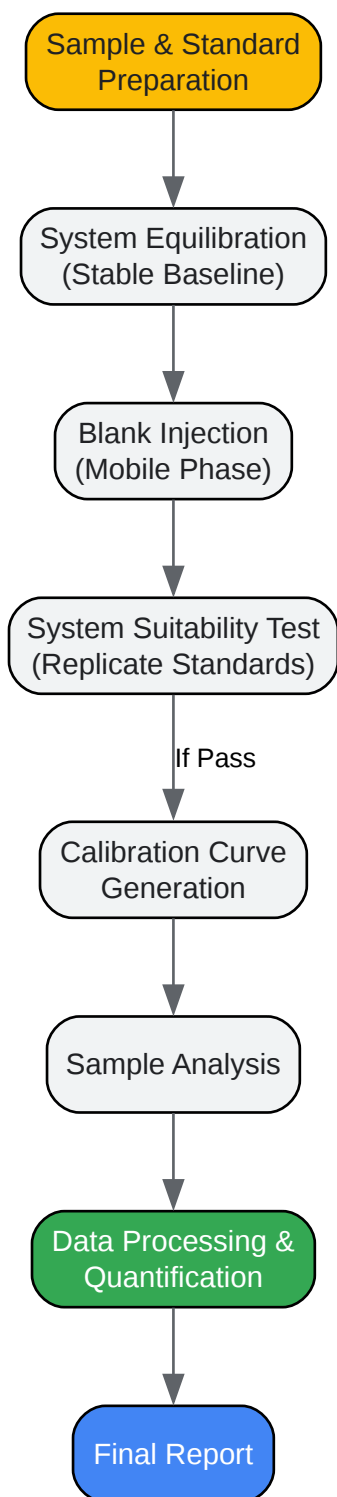 Sample & Standard
Preparation
System Equilibration
(Stable Baseline)
Blank Injection
(Mobile Phase)
System Suitability Test
(Replicate Standards)
If Pass
Calibration Curve
Generation
Sample Analysis
Data Processing &
Quantification
Final Report